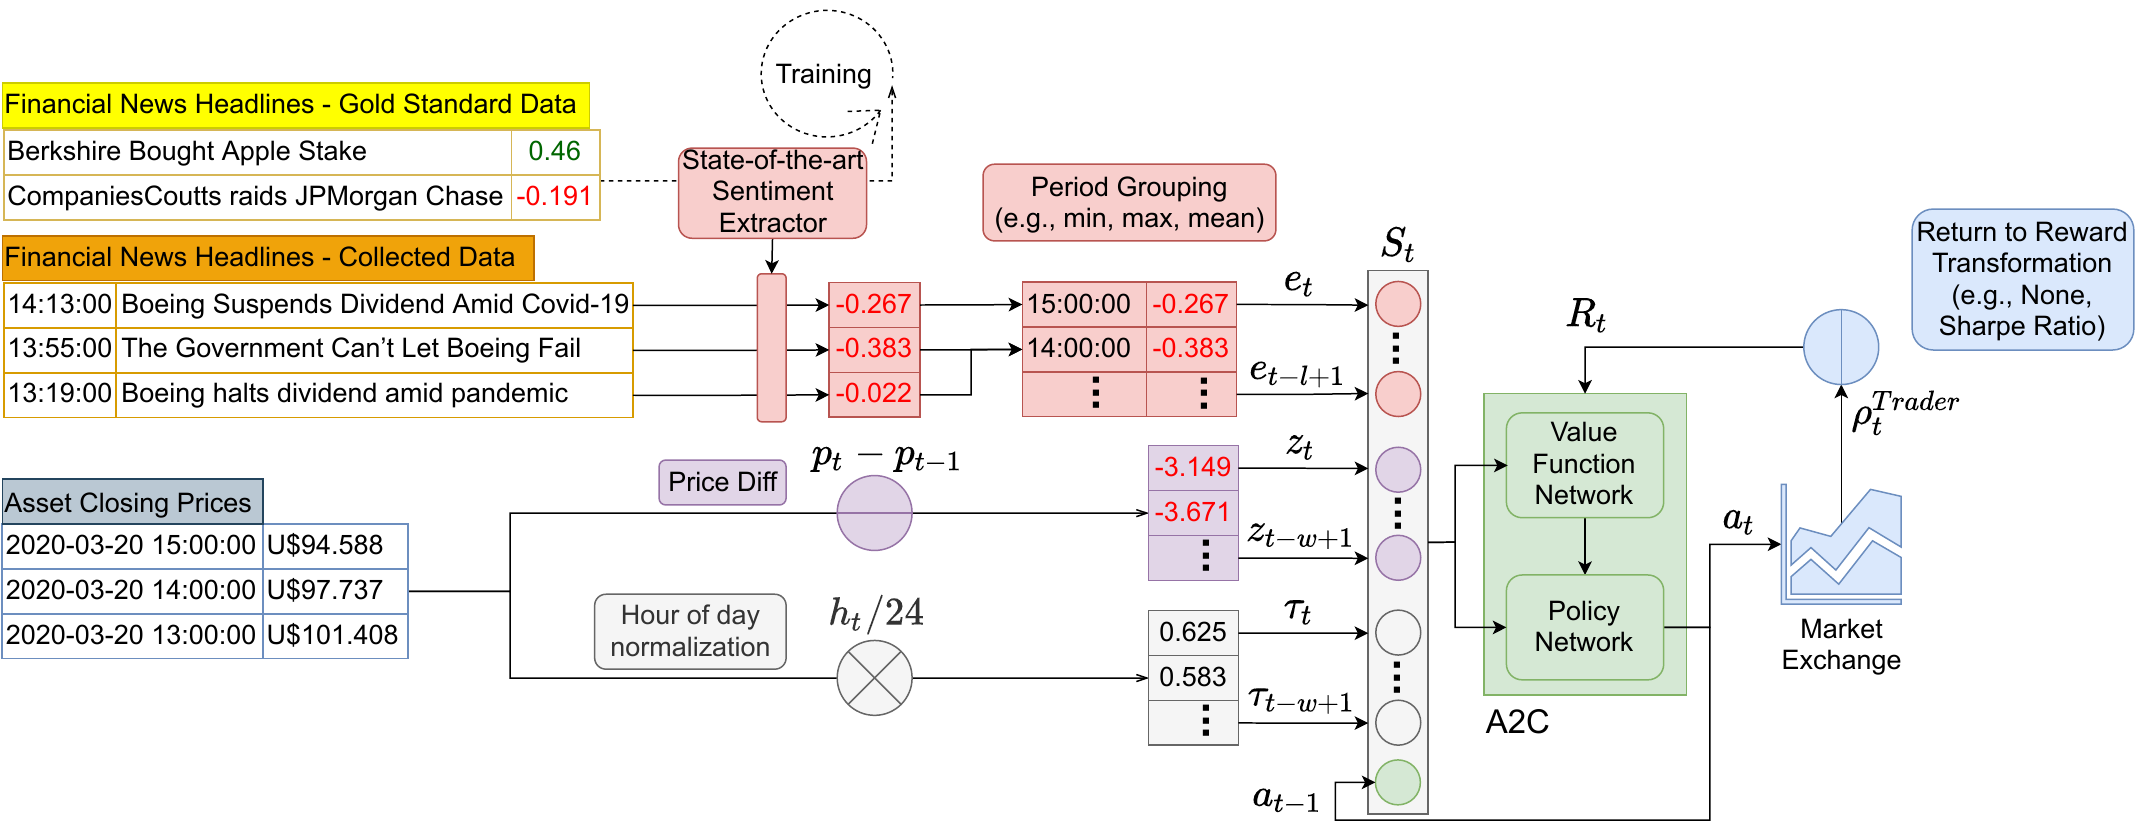 Training
Financial News Headlines - Gold Standard Data
Berkshire Bought Apple Stake 0.46
CompaniesCoutts raids JPMorgan Chase -0.191
State-of-the-art
Sentiment
Extractor
Period Grouping
(e.g., min, max, mean)
Financial News Headlines - Collected Data
14:13:00 Boeing Suspends Dividend Amid Covid-19
13:55:00 The Government Can't Let Boeing Fail
13:19:00 Boeing halts dividend amid pandemic
-0.267
-0.383
-0.022
15:00:00 -0.267
14:00:00 -0.383
e_t
e_{t-l+1}
S_t
Asset Closing Prices
2020-03-20 15:00:00 U$94.588
2020-03-20 14:00:00 U$97.737
2020-03-20 13:00:00 U$101.408
Price Diff
p_t - p_{t-1}
-3.149
-3.671
z_t
z_{t-w+1}
Hour of day
normalization
h_t/24
0.625
0.583
τ_t
τ_{t-w+1}
a_{t-1}
Value
Function
Network
Policy
Network
A2C
R_t
a_t
Market
Exchange
ρ_t^{Trader}
Return to Reward
Transformation
(e.g., None,
Sharpe Ratio)